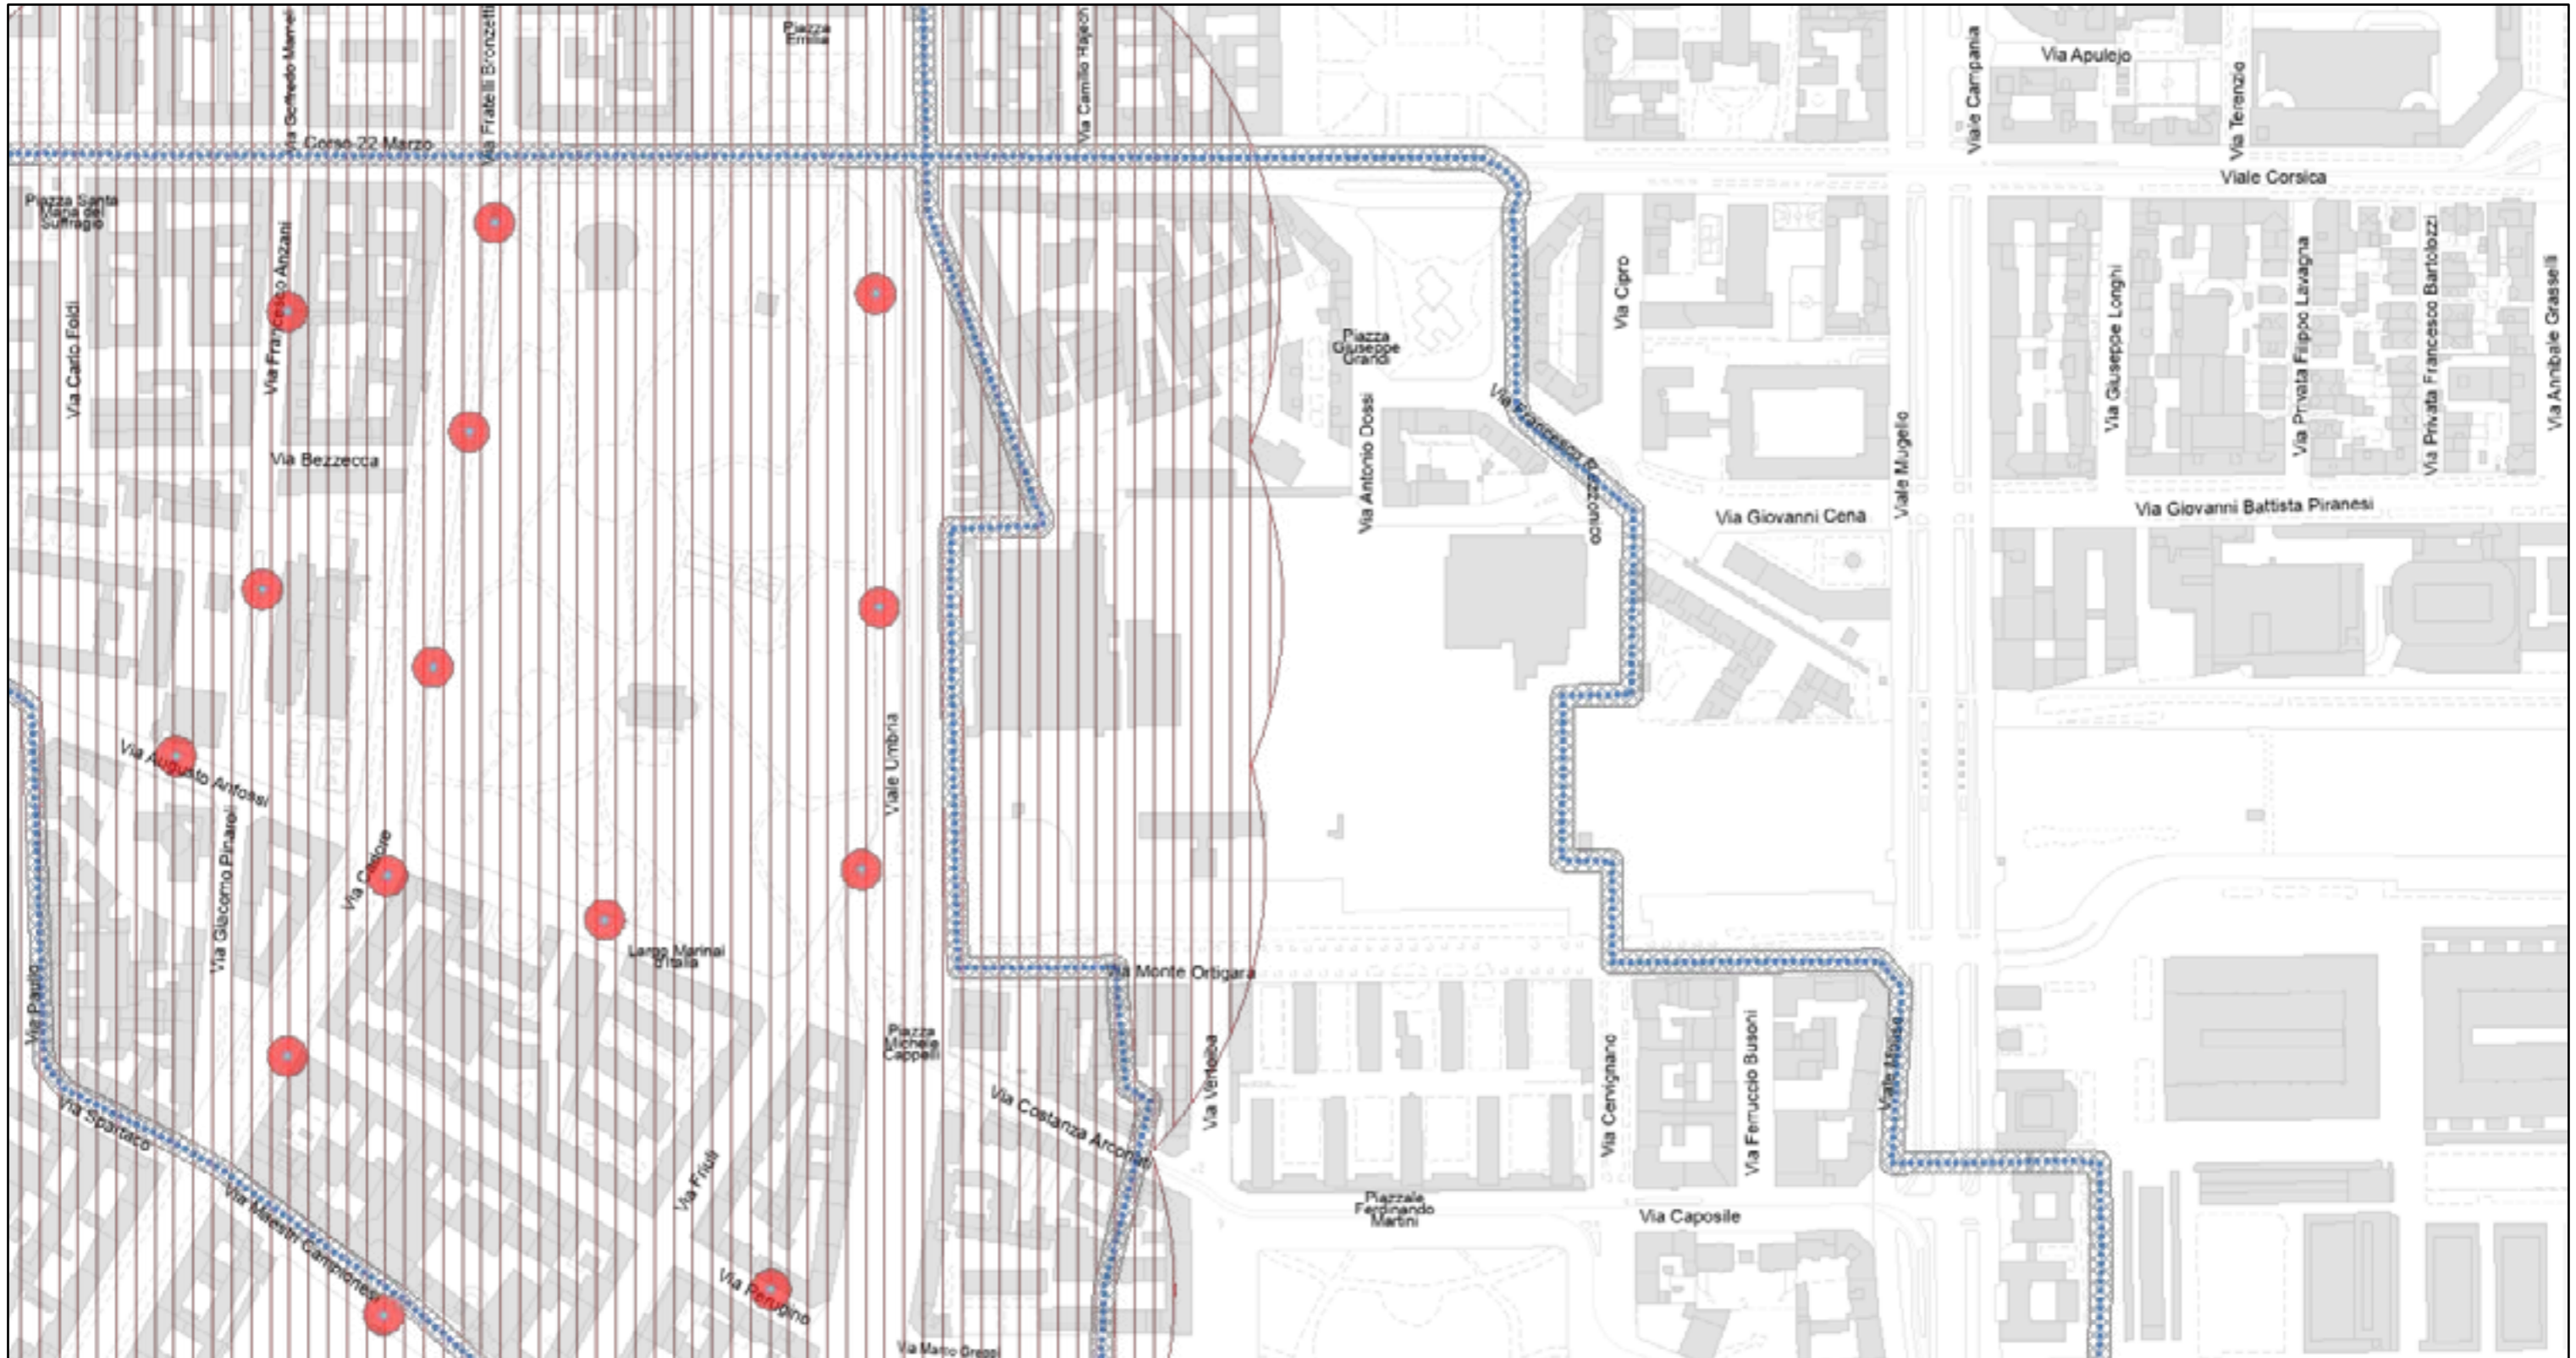 Via Goffredo Mameli
Via Fratelli Bronzetti
Piazza
Emilia
Via Camillo Hajech
Viale Campania
Via Apulejo
Via Terenzio
Corso 22 Marzo
Viale Corsica
Piazza Santa
Maria del
Suffragio
Via Carlo Foldi
Via Francesco Anzani
Via Bezzecca
Piazza
Giuseppe
Grandi
Via Antonio Dossi
Via Cipro
Via Francesco Rezzonico
Via Giovanni Cena
Viale Mugello
Via Giuseppe Longhi
Via Privata Filippo Lavagna
Via Privata Francesco Bartolozzi
Via Annibale Grasselli
Via Giovanni Battista Piranesi
Via Augusto Anfossi
Via Giacomo Pinaroli
Via Cadore
Viale Umbria
Largo Marinai
d'Italia
Via Monte Ortigara
Via Paullo
Via Spartaco
Via Maestri Campionesi
Via Friuli
Via Perugino
Piazza
Michele
Cappelli
Via Costanza Arconati
Via Marco Greppi
Via Vertoiba
Piazzale
Ferdinando
Martini
Via Cervignano
Via Ferruccio Busoni
Via Caposile
Viale Molise